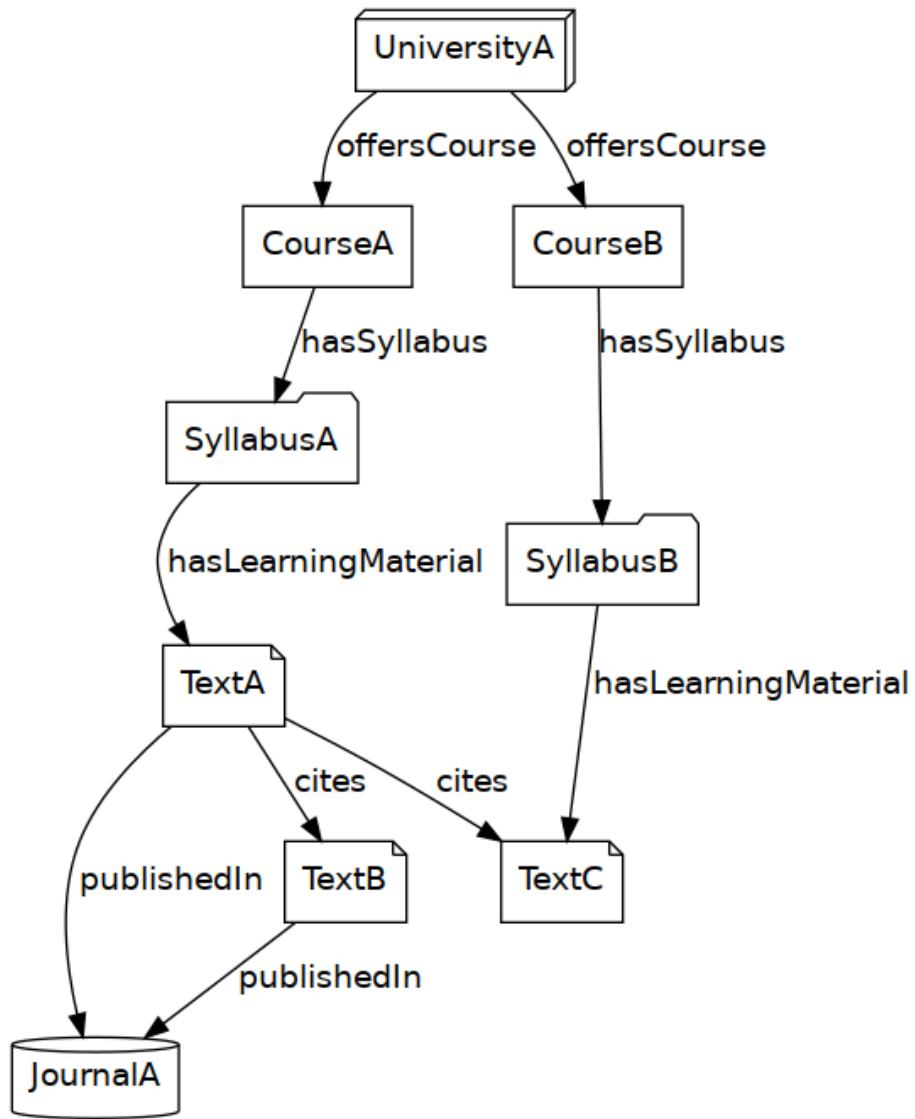 UniversityA
offersCourse offersCourse
CourseA CourseB
hasSyllabus hasSyllabus
SyllabusA
hasLearningMaterial SyllabusB
TextA hasLearningMaterial
cites cites
publishedIn TextB TextC
publishedIn
JournalA